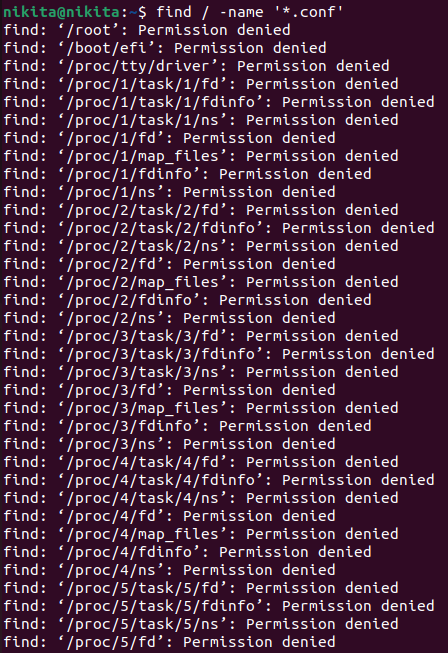 nikita@nikita:~$ find / -name '*.conf'
find: ‘/root’: Permission denied
find: ‘/boot/efi’: Permission denied
find: ‘/proc/tty/driver’: Permission denied
find: ‘/proc/1/task/1/fd’: Permission denied
find: ‘/proc/1/task/1/fdinfo’: Permission denied
find: ‘/proc/1/task/1/ns’: Permission denied
find: ‘/proc/1/fd’: Permission denied
find: ‘/proc/1/map_files’: Permission denied
find: ‘/proc/1/fdinfo’: Permission denied
find: ‘/proc/1/ns’: Permission denied
find: ‘/proc/2/task/2/fd’: Permission denied
find: ‘/proc/2/task/2/fdinfo’: Permission denied
find: ‘/proc/2/task/2/ns’: Permission denied
find: ‘/proc/2/fd’: Permission denied
find: ‘/proc/2/map_files’: Permission denied
find: ‘/proc/2/fdinfo’: Permission denied
find: ‘/proc/2/ns’: Permission denied
find: ‘/proc/3/task/3/fd’: Permission denied
find: ‘/proc/3/task/3/fdinfo’: Permission denied
find: ‘/proc/3/task/3/ns’: Permission denied
find: ‘/proc/3/fd’: Permission denied
find: ‘/proc/3/map_files’: Permission denied
find: ‘/proc/3/fdinfo’: Permission denied
find: ‘/proc/3/ns’: Permission denied
find: ‘/proc/4/task/4/fd’: Permission denied
find: ‘/proc/4/task/4/fdinfo’: Permission denied
find: ‘/proc/4/task/4/ns’: Permission denied
find: ‘/proc/4/fd’: Permission denied
find: ‘/proc/4/map_files’: Permission denied
find: ‘/proc/4/fdinfo’: Permission denied
find: ‘/proc/4/ns’: Permission denied
find: ‘/proc/5/task/5/fd’: Permission denied
find: ‘/proc/5/task/5/fdinfo’: Permission denied
find: ‘/proc/5/task/5/ns’: Permission denied
find: ‘/proc/5/fd’: Permission denied